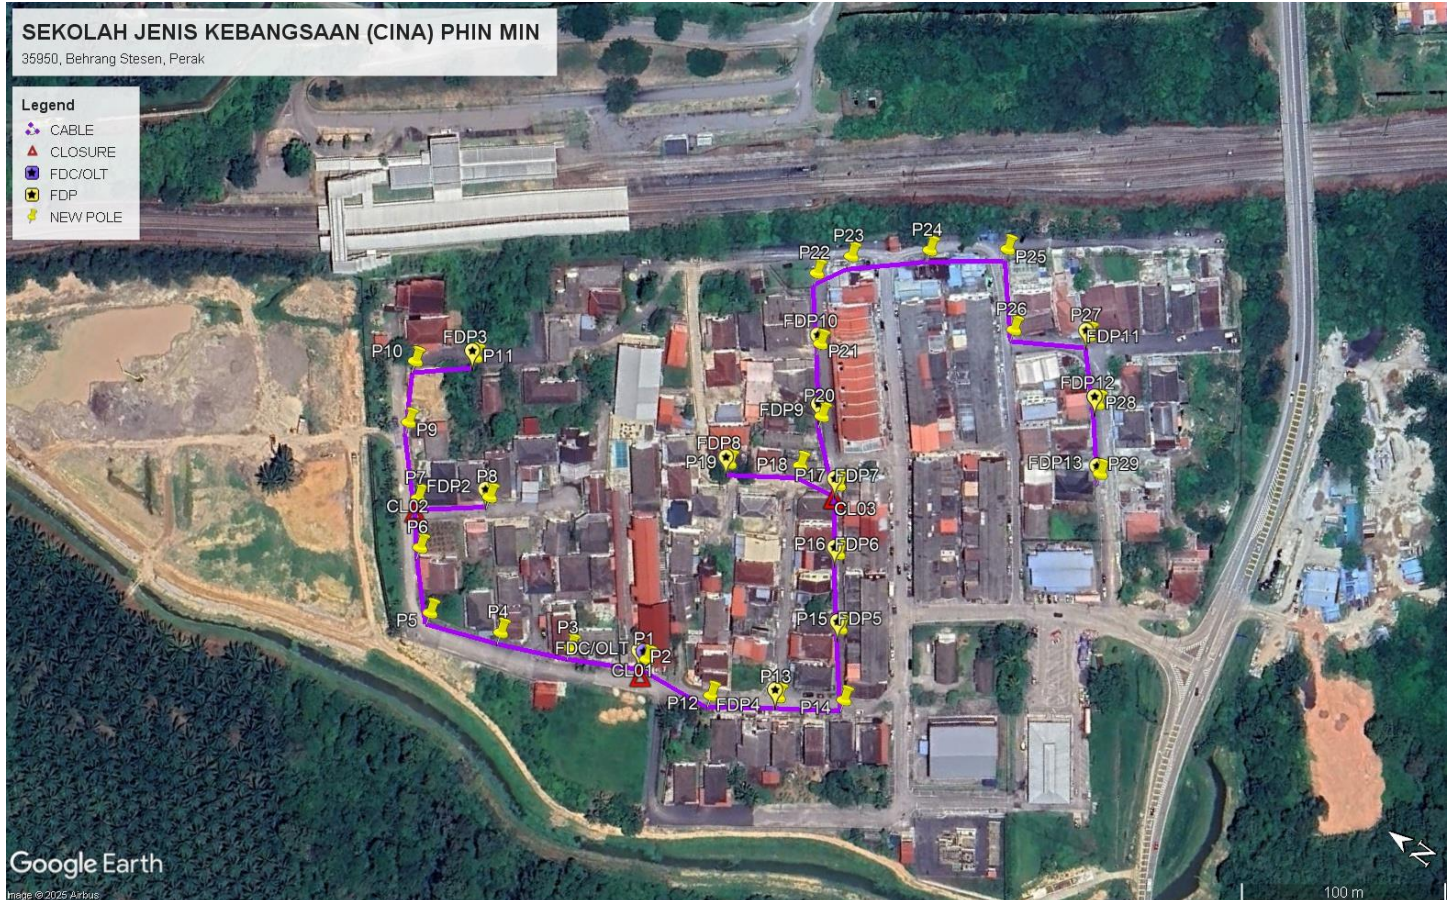 SEKOLAH JENIS KEBANGSAAN (CINA) PHIN MIN
35950, Behrang Stesen, Perak
Legend
CABLE
CLOSURE
FDC/OLT
FDP
NEW POLE
P24
P23
P22
P25
P26
P27
FDP11
FDP10
P21
FDP3
P10
P11
FDP12
P28
P20
FDP9
P9
FDP8
P19
P18
P17
FDP7
FDP13
P29
P7
FDP2
P8
CL02
CL03
P6
P16
FDP6
P5
P4
P3
P15
FDP5
P1
FDC/OLT
P2
CL01
P13
P12
FDP4
P14
Google Earth
Image © 2025 Airbus
N
100 m